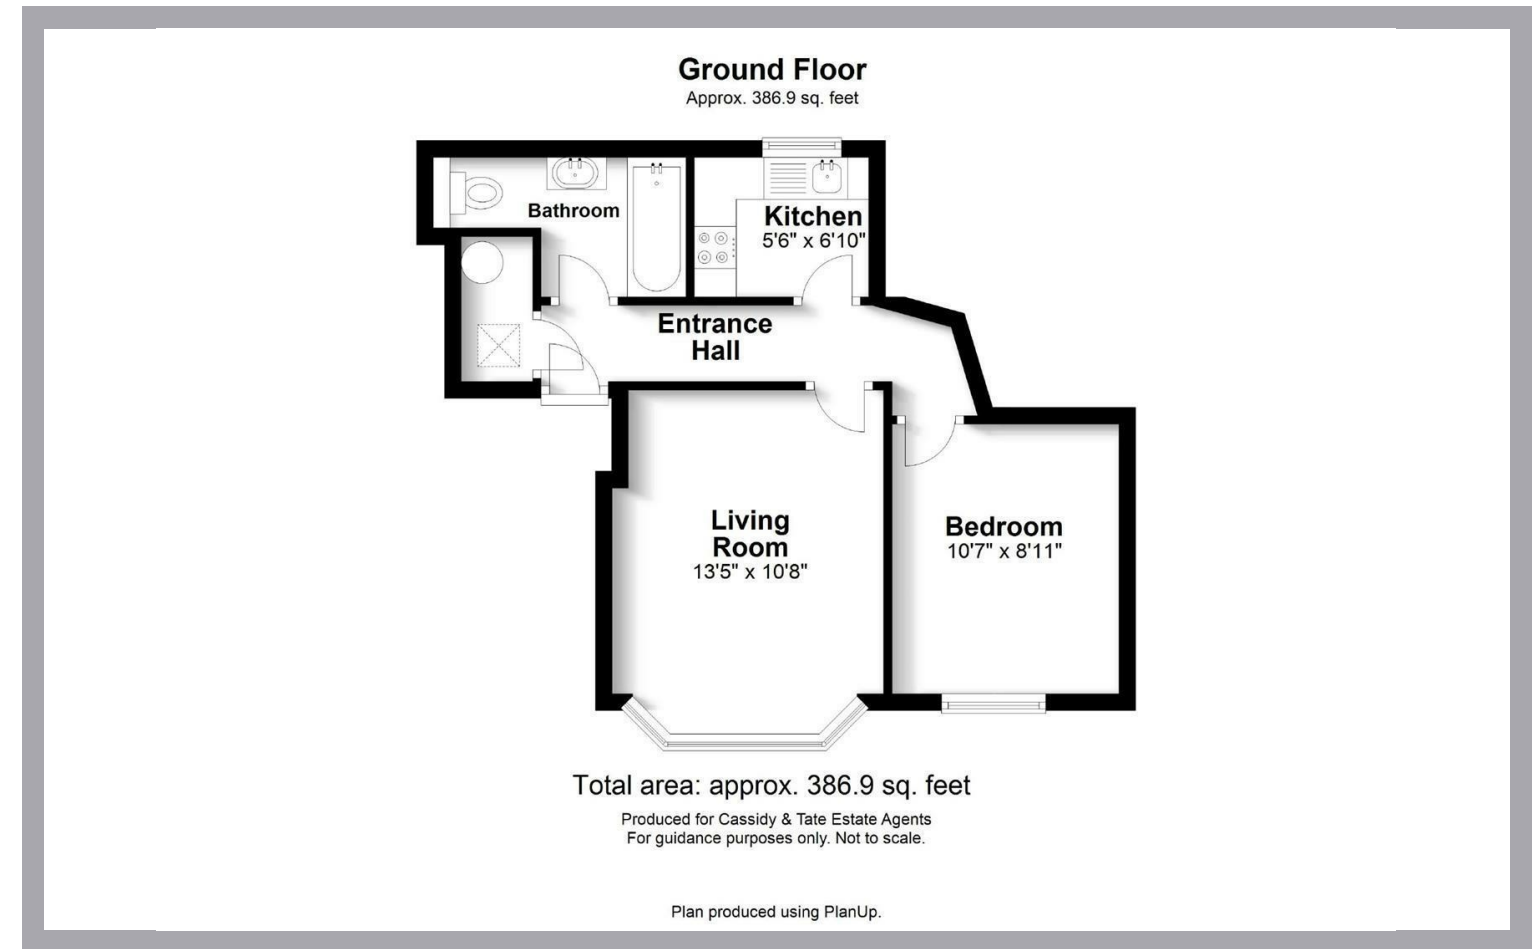 Ground Floor
Approx. 386.9 sq. feet
Bathroom
Kitchen
5'6" x 6'10"
Entrance
Hall
Living
Room
13'5" x 10'8"
Bedroom
10'7" x 8'11"
Total area: approx. 386.9 sq. feet
Produced for Cassidy & Tate Estate Agents
For guidance purposes only. Not to scale.
Plan produced using PlanUp.